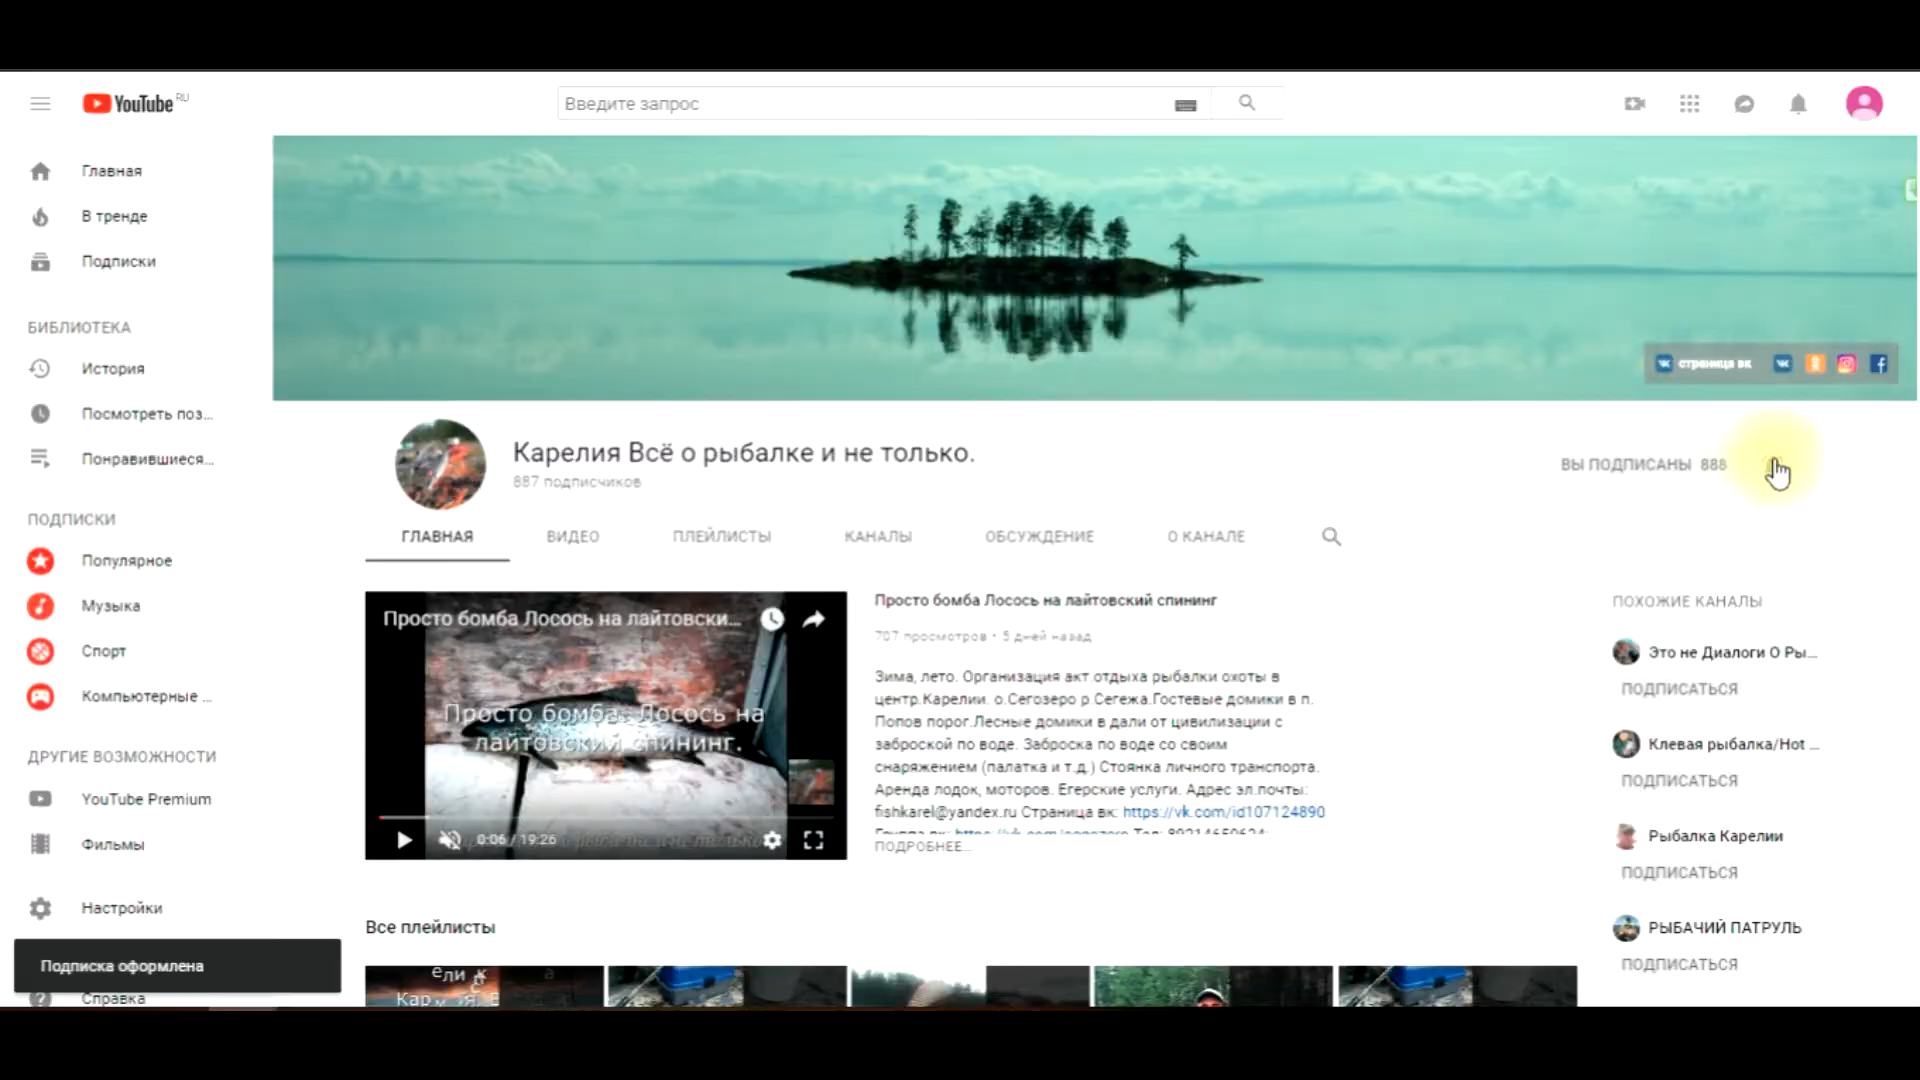 YouTube RU
Введите запрос
Главная
В тренде
Подписки
БИБЛИОТЕКА
История
Посмотреть поз...
Понравившиеся...
ПОДПИСКИ
Популярное
Музыка
Спорт
Компьютерные ...
ДРУГИЕ ВОЗМОЖНОСТИ
YouTube Premium
Фильмы
Настройки
Подписка оформлена
Справка
страница вк
Карелия Всё о рыбалке и не только.
887 подписчиков
ВЫ ПОДПИСАНЫ 888
ГЛАВНАЯ
ВИДЕО
ПЛЕЙЛИСТЫ
КАНАЛЫ
ОБСУЖДЕНИЕ
О КАНАЛЕ
Просто бомба Лосось на лайтовски...
Просто бомба. Лосось на
лайтовский спининг.
0:06 / 19:26
Просто бомба Лосось на лайтовский спининг
707 просмотров • 5 дней назад
Зима, лето. Организация акт отдыха рыбалки охоты в
центр.Карелии. о.Сегозеро р.Сегежа.Гостевые домики в п.
Попов порог.Лесные домики в дали от цивилизации с
заброской по воде. Заброска по воде со своим
снаряжением (палатка и т.д.) Стоянка личного транспорта.
Аренда лодок, моторов. Егерские услуги. Адрес эл.почты:
fishkarel@yandex.ru Страница вк: https://vk.com/id107124890
ПОДРОБНЕЕ...
ПОХОЖИЕ КАНАЛЫ
Это не Диалоги О Ры...
ПОДПИСАТЬСЯ
Клевая рыбалка/Hot ...
ПОДПИСАТЬСЯ
Рыбалка Карелии
ПОДПИСАТЬСЯ
РЫБАЧИЙ ПАТРУЛЬ
ПОДПИСАТЬСЯ
Все плейлисты